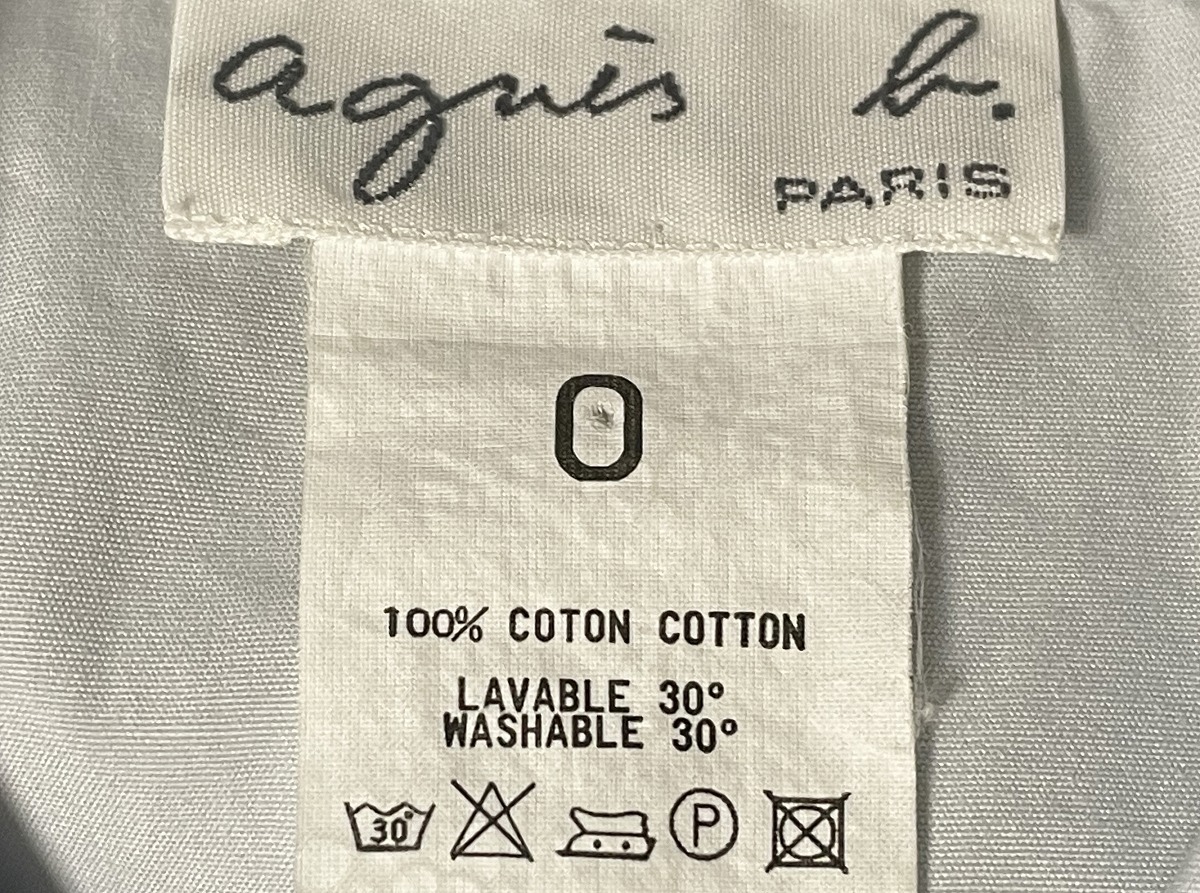 agnès b.
PARIS
0
100% COTON COTTON
LAVABLE 30°
WASHABLE 30°
30°
P